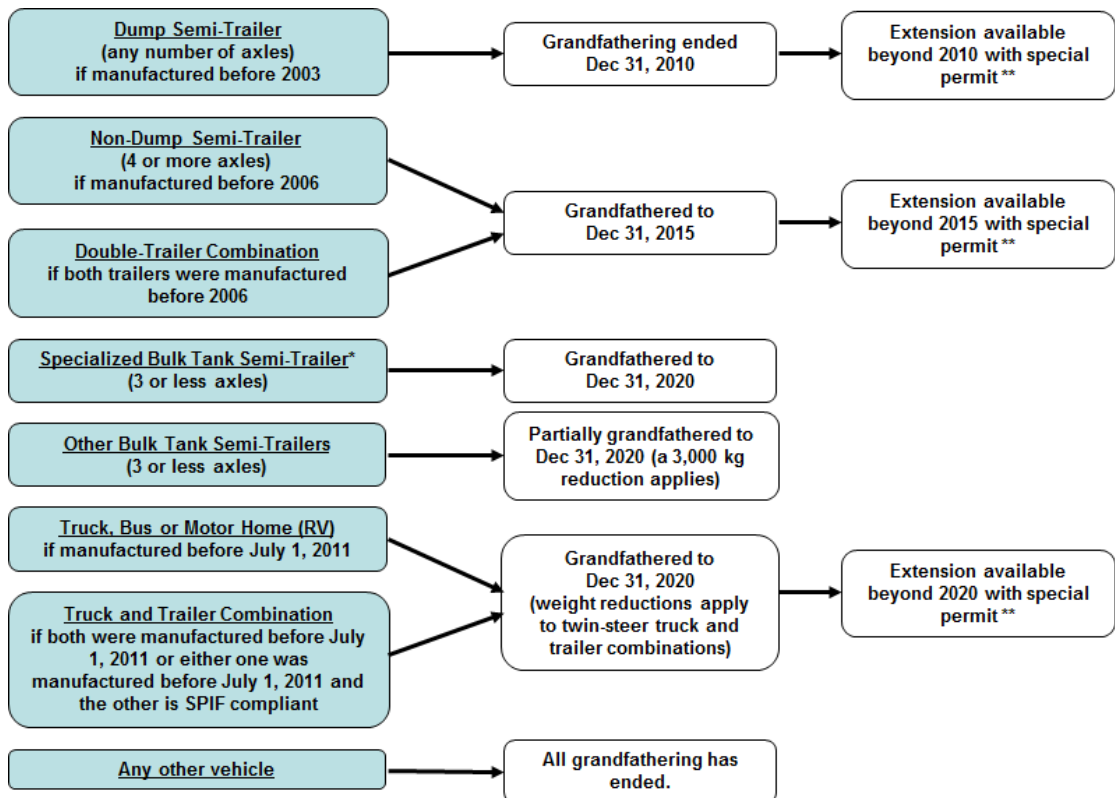 Dump Semi-Trailer
(any number of axles)
if manufactured before 2003
Grandfathering ended
Dec 31, 2010
Extension available
beyond 2010 with special
permit **
Non-Dump Semi-Trailer
(4 or more axles)
if manufactured before 2006
Double-Trailer Combination
if both trailers were manufactured
before 2006
Grandfathered to
Dec 31, 2015
Extension available
beyond 2015 with special
permit **
Specialized Bulk Tank Semi-Trailer*
(3 or less axles)
Grandfathered to
Dec 31, 2020
Other Bulk Tank Semi-Trailers
(3 or less axles)
Partially grandfathered to
Dec 31, 2020 (a 3,000 kg
reduction applies)
Truck, Bus or Motor Home (RV)
if manufactured before July 1, 2011
Truck and Trailer Combination
if both were manufactured before July
1, 2011 or either one was
manufactured before July 1, 2011 and
the other is SPIF compliant
Grandfathered to
Dec 31, 2020
(weight reductions apply
to twin-steer truck and
trailer combinations)
Extension available
beyond 2020 with special
permit **
Any other vehicle
All grandfathering has
ended.